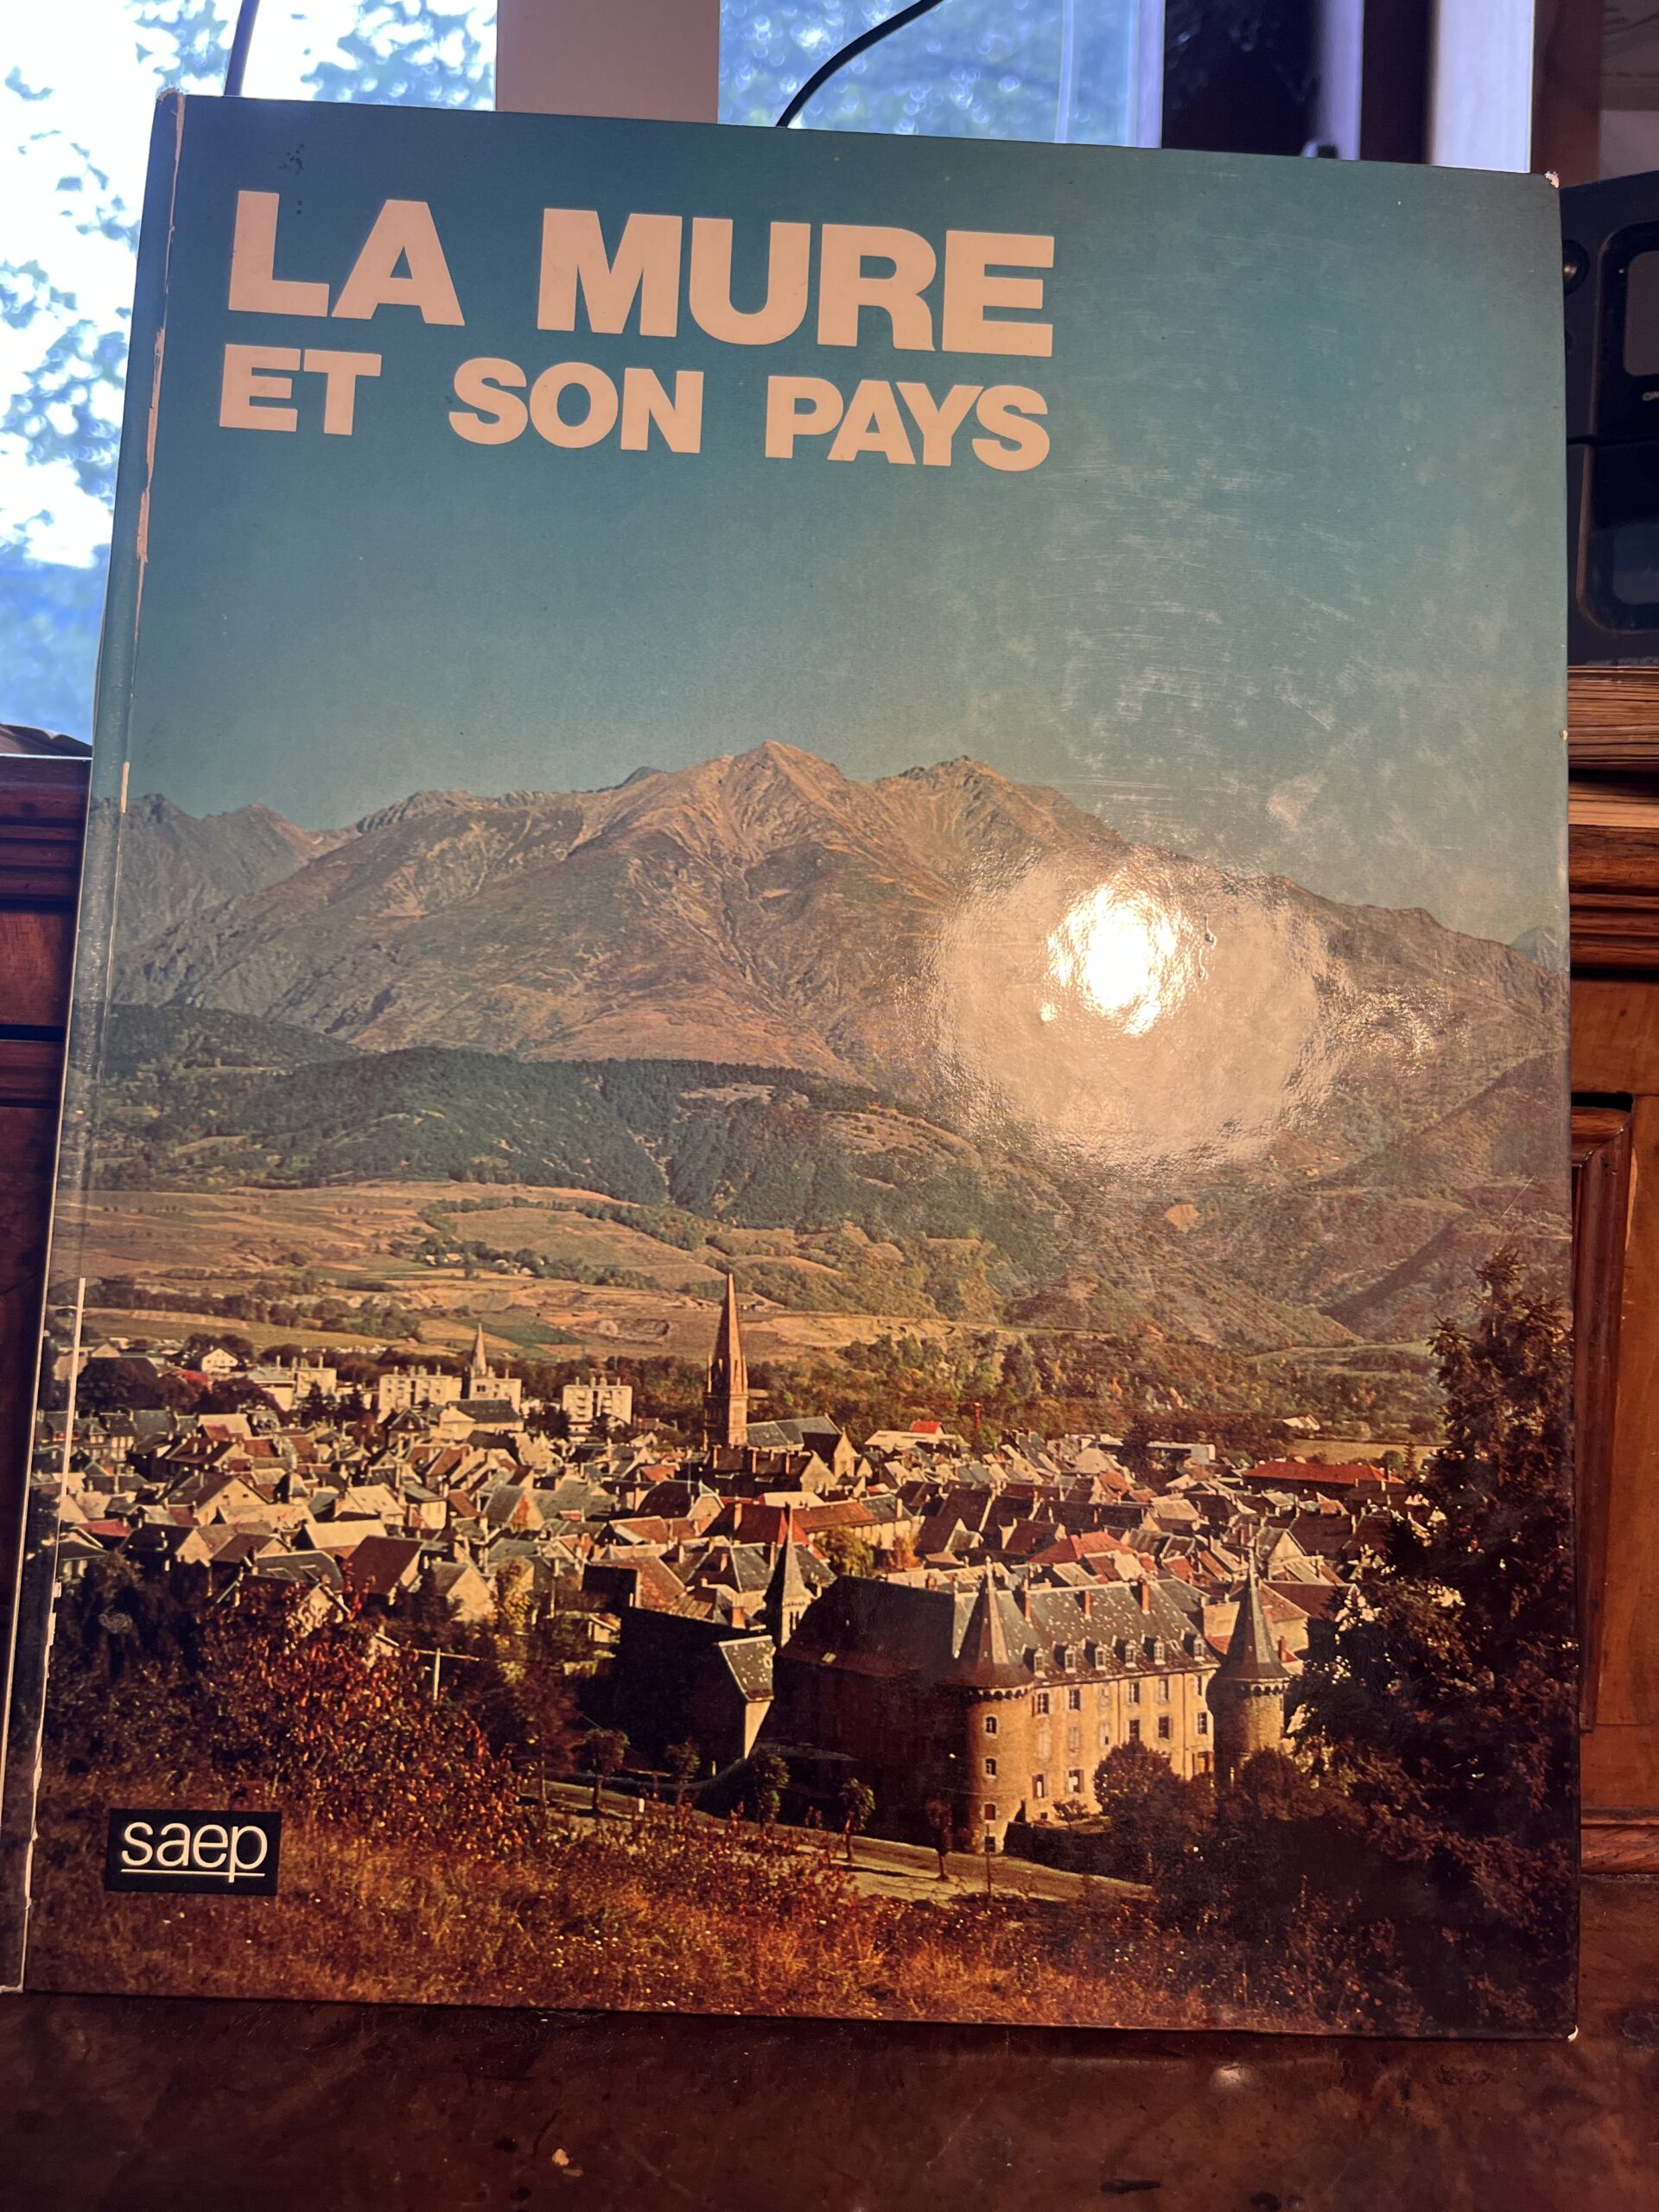 LA MURE
ET SON PAYS
saep